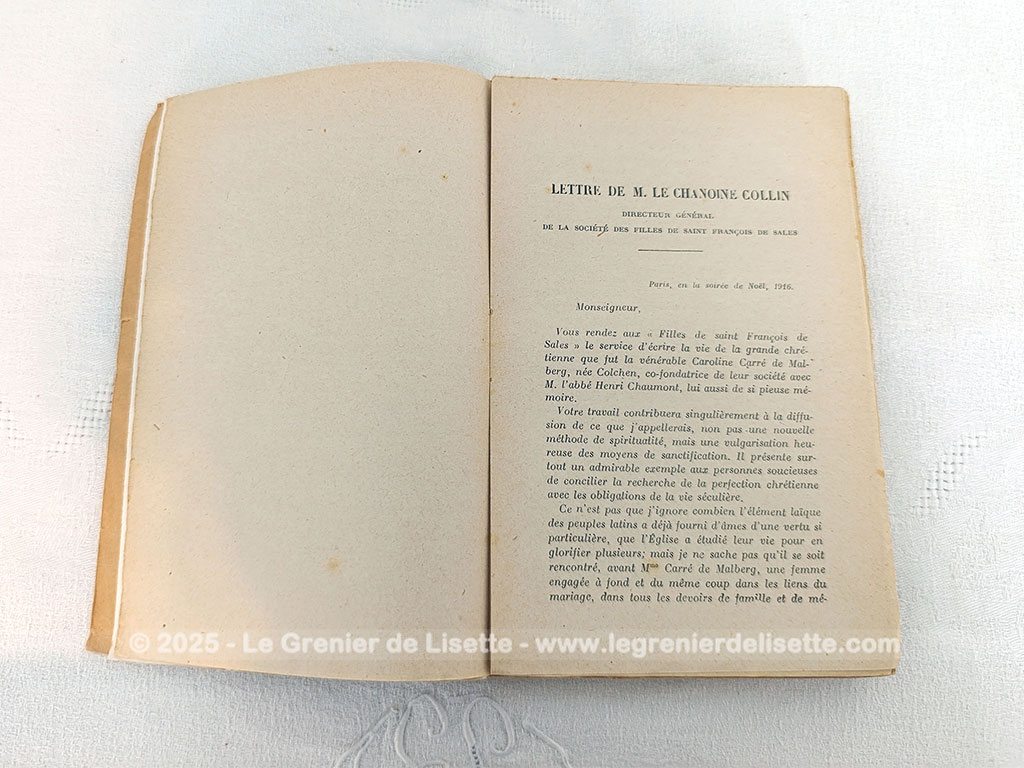 LETTRE DE M. LE CHANOINE COLLIN
DIRECTEUR GÉNÉRAL
DE LA SOCIÉTÉ DES FILLES DE SAINT FRANÇOIS DE SALES
Paris, en la soirée de Noël, 1916.
Monseigneur,
Vous rendez aux « Filles de saint François de
Sales » le service d'écrire la vie de la grande chré-
tienne que fut la vénérable Caroline Carré de Mal-
berg, née Colchen, co-fondatrice de leur société avec
M. l'abbé Henri Chaumont, lui aussi de si pieuse mé-
moire.
Votre travail contribuera singulièrement à la diffu-
sion de ce que j'appellerais, non pas une nouvelle
méthode de spiritualité, mais une vulgarisation heu-
reuse des moyens de sanctification. Il présente sur-
tout un admirable exemple aux personnes soucieuses
de concilier la recherche de la perfection chrétienne
avec les obligations de la vie séculière.
Ce n'est pas que j'ignore combien l'élément laïque
des peuples latins a déjà fourni d'âmes d'une vertu si
particulière, que l'Église a étudié leur vie pour en
glorifier plusieurs; mais je ne sache pas qu'il se soit
rencontré, avant Mme Carré de Malberg, une femme
engagée à fond et du même coup dans les liens du
mariage, dans tous les devoirs de famille et de mé-
© 2025 - Le Grenier de Lisette - www.legrenierdelisette.com